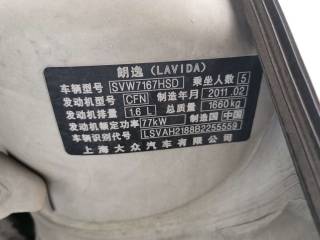 朗逸 (LAVIDA)
车辆型号 SVW7167HSD 乘坐人数 5
发动机型号 CFN 制造年月 2011.02
发动机排量 1.6 L 总质量 1660kg
发动机额定功率 77kW 制造国 中国
车辆识别代号 LSVAH2188B2255559
上海大众汽车有限公司